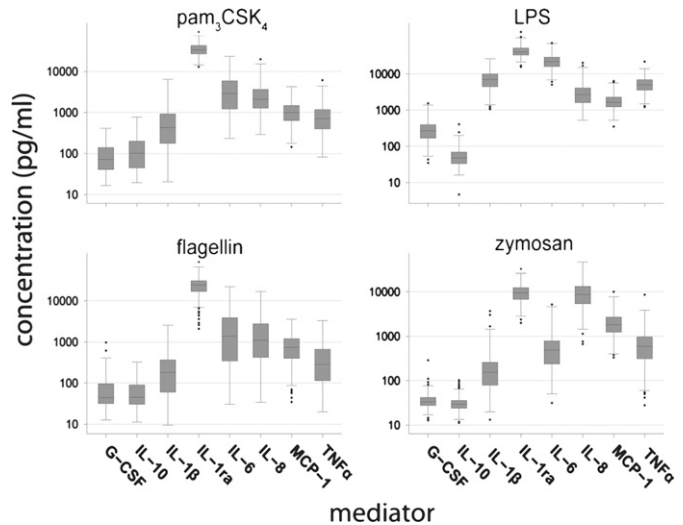 pam₃CSK₄
LPS
10000
1000
100
10
10000
1000
100
10
flagellin
zymosan
10000
1000
100
10
10000
1000
100
10
concentration (pg/ml)
G-CSF
IL-10
IL-1β
IL-1ra
IL-6
IL-8
MCP-1
TNFα
G-CSF
IL-10
IL-1β
IL-1ra
IL-6
IL-8
MCP-1
TNFα
mediator